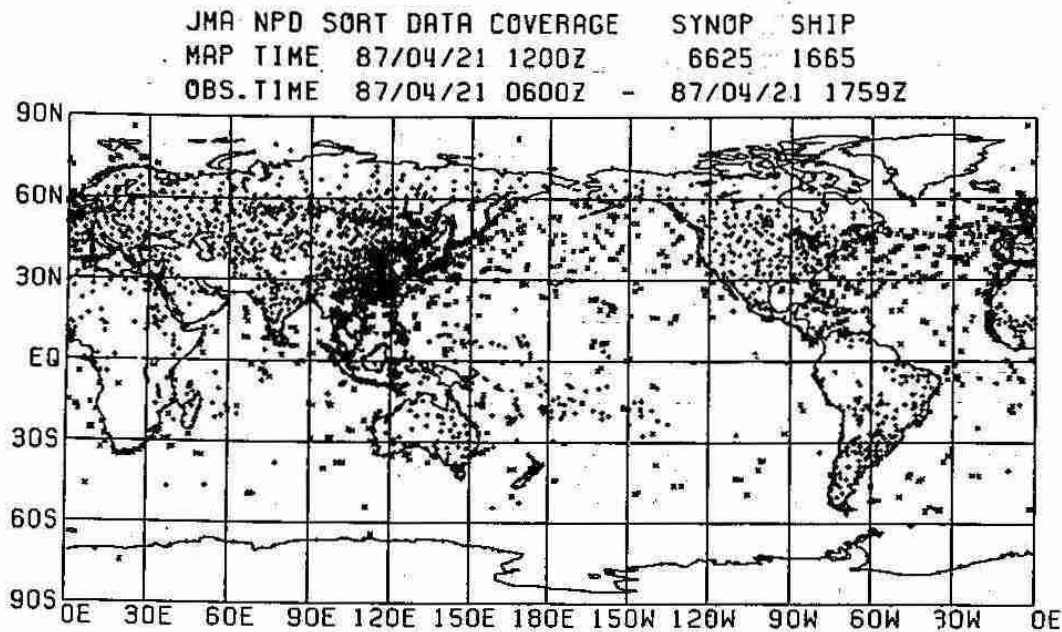 JMA NPD SORT DATA COVERAGE SYNOP SHIP
MAP TIME 87/04/21 1200Z 6625 1665
OBS.TIME 87/04/21 0600Z - 87/04/21 1759Z
90N
60N
30N
EQ
30S
60S
90S
0E 30E 60E 90E 120E 150E 180E 150W 120W 90W 60W 30W 0E